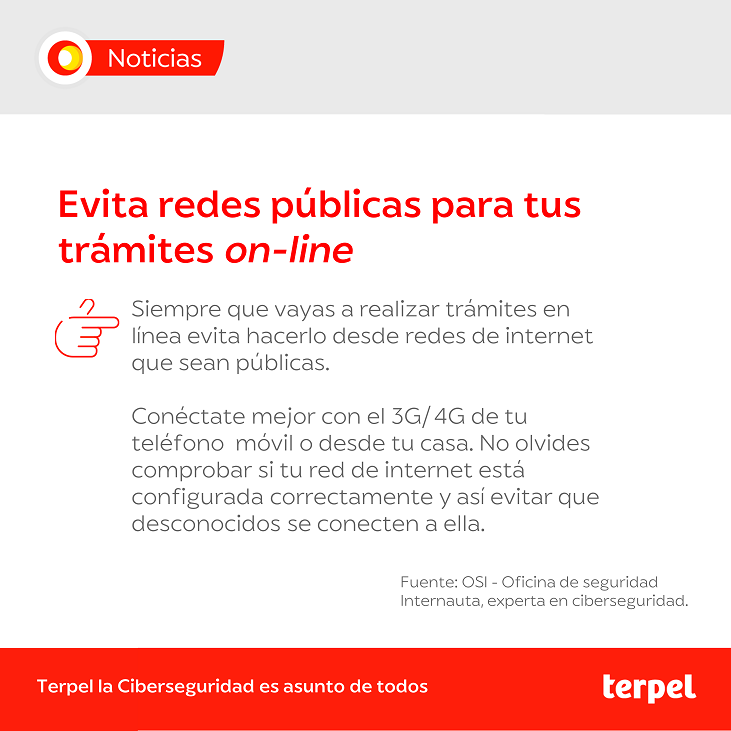 Noticias
Evita redes públicas para tus
trámites on-line
Siempre que vayas a realizar trámites en
línea evita hacerlo desde redes de internet
que sean públicas.
Conéctate mejor con el 3G/4G de tu
teléfono  móvil o desde tu casa. No olvides
comprobar si tu red de internet está
configurada correctamente y así evitar que
desconocidos se conecten a ella.
Fuente: OSI - Oficina de seguridad
Internauta, experta en ciberseguridad.
Terpel la Ciberseguridad es asunto de todos
terpel